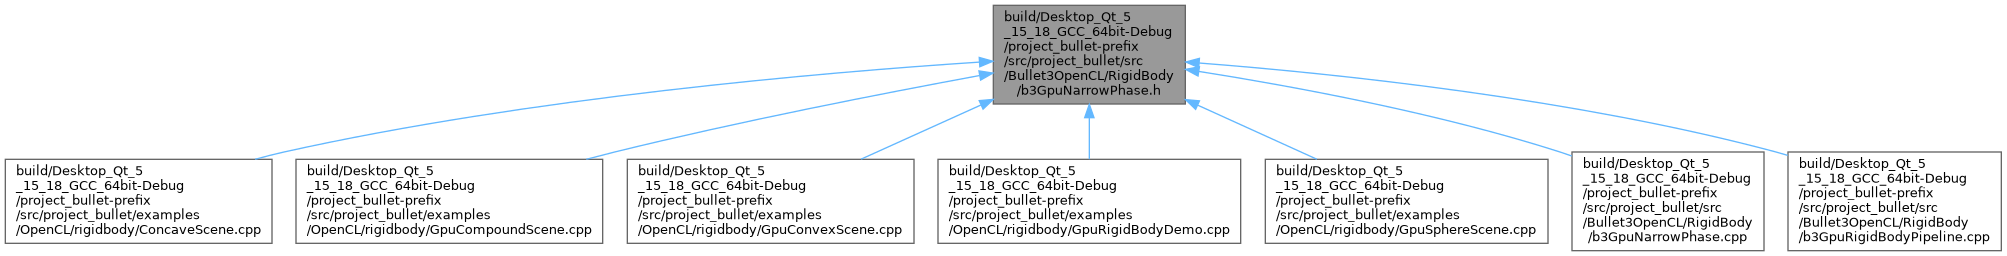 build/Desktop_Qt_5
_15_18_GCC_64bit-Debug
/project_bullet-prefix
/src/project_bullet/src
/Bullet3OpenCL/RigidBody
/b3GpuNarrowPhase.h
build/Desktop_Qt_5
_15_18_GCC_64bit-Debug
/project_bullet-prefix
/src/project_bullet/examples
/OpenCL/rigidbody/ConcaveScene.cpp
build/Desktop_Qt_5
_15_18_GCC_64bit-Debug
/project_bullet-prefix
/src/project_bullet/examples
/OpenCL/rigidbody/GpuCompoundScene.cpp
build/Desktop_Qt_5
_15_18_GCC_64bit-Debug
/project_bullet-prefix
/src/project_bullet/examples
/OpenCL/rigidbody/GpuConvexScene.cpp
build/Desktop_Qt_5
_15_18_GCC_64bit-Debug
/project_bullet-prefix
/src/project_bullet/examples
/OpenCL/rigidbody/GpuRigidBodyDemo.cpp
build/Desktop_Qt_5
_15_18_GCC_64bit-Debug
/project_bullet-prefix
/src/project_bullet/examples
/OpenCL/rigidbody/GpuSphereScene.cpp
build/Desktop_Qt_5
_15_18_GCC_64bit-Debug
/project_bullet-prefix
/src/project_bullet/src
/Bullet3OpenCL/RigidBody
/b3GpuNarrowPhase.cpp
build/Desktop_Qt_5
_15_18_GCC_64bit-Debug
/project_bullet-prefix
/src/project_bullet/src
/Bullet3OpenCL/RigidBody
/b3GpuRigidBodyPipeline.cpp